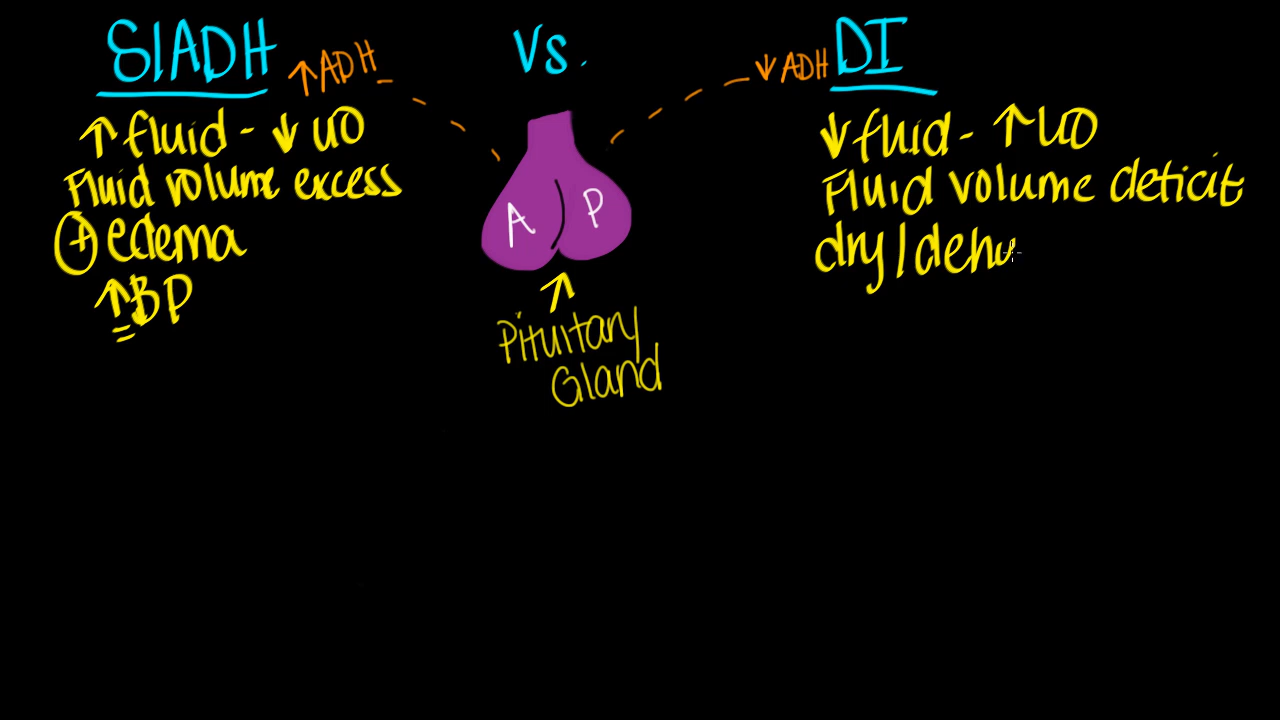 SIADH
↑ADH
Vs.
↓ADH
DI
↑ fluid - ↓ UO
Fluid volume excess
⊕ edema
↑BP
A
P
Pituitary
Gland
↓ fluid - ↑ UO
Fluid volume deficit
dry/dehy